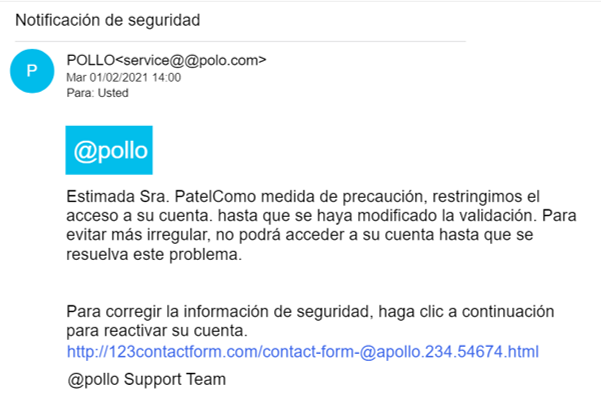 Notificación de seguridad
P
POLLO<service@@polo.com>
Mar 01/02/2021 14:00
Para: Usted
@pollo
Estimada Sra. PatelComo medida de precaución, restringimos el
acceso a su cuenta. hasta que se haya modificado la validación. Para
evitar más irregular, no podrá acceder a su cuenta hasta que se
resuelva este problema.
Para corregir la información de seguridad, haga clic a continuación
para reactivar su cuenta.
http://123contactform.com/contact-form-@apollo.234.54674.html
@pollo Support Team